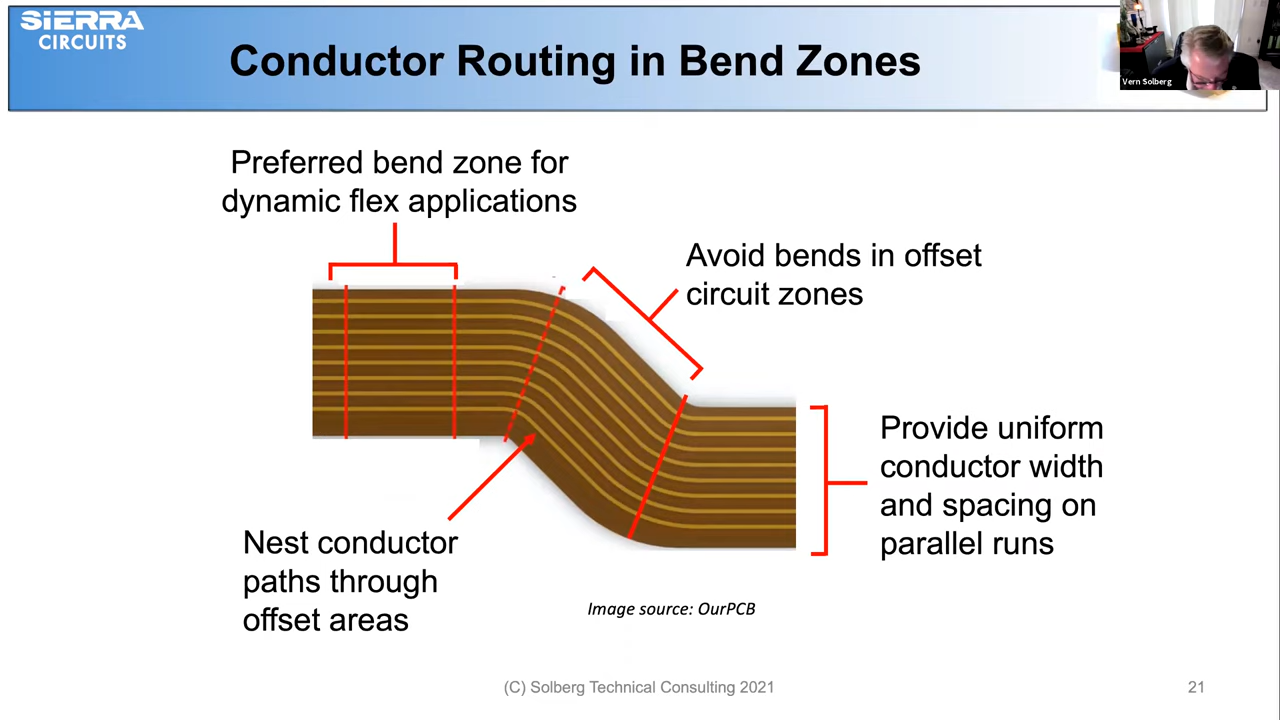 SiERRA
CIRCUITS
Conductor Routing in Bend Zones
Vern Solberg
Preferred bend zone for
dynamic flex applications
Avoid bends in offset
circuit zones
Provide uniform
conductor width
and spacing on
parallel runs
Nest conductor
paths through
offset areas
Image source: OurPCB
(C) Solberg Technical Consulting 2021
21